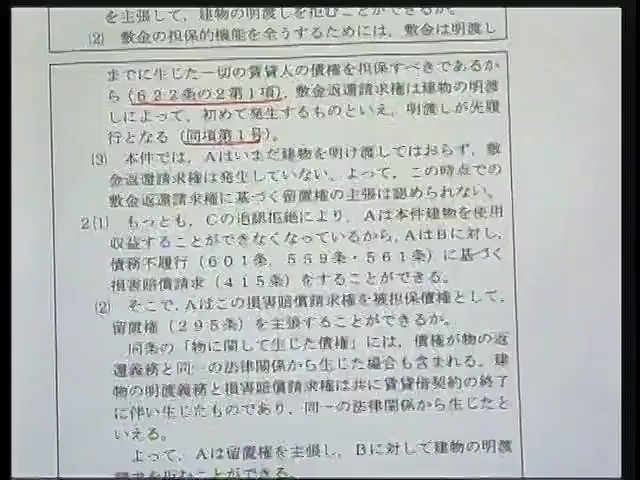 を主張して，建物の明渡しを拒むことができるか。
(2) 敷金の担保的機能を全うするためには，敷金は明渡し
までに生じた一切の賃貸人の債権を担保すべきであるか
ら（622条の2第1項），敷金返還請求権は建物の明渡
しによって，初めて発生するものといえ，明渡しが先履
行となる（同項第1号）。
(3) 本件では，Aはいまだ建物を明け渡してはおらず，敷
金返還請求権は発生していない。よって，この時点での
敷金返還請求権に基づく留置権の主張は認められない。
2(1) もっとも，Cの追認拒絶により，Aは本件建物を使用
収益することができなくなっているから，AはBに対し，
債務不履行（601条，559条・561条）に基づく
損害賠償請求（415条）をすることができる。
(2) そこで，Aはこの損害賠償請求権を被担保債権として，
留置権（295条）を主張することができるか。
同条の「物に関して生じた債権」には，債権が物の返
還義務と同一の法律関係から生じた場合も含まれる。建
物の明渡義務と損害賠償請求権は共に賃貸借契約の終了
に伴い生じたものであり，同一の法律関係から生じたと
いえる。
よって，Aは留置権を主張し，Bに対して建物の明渡
請求を拒むことができる。